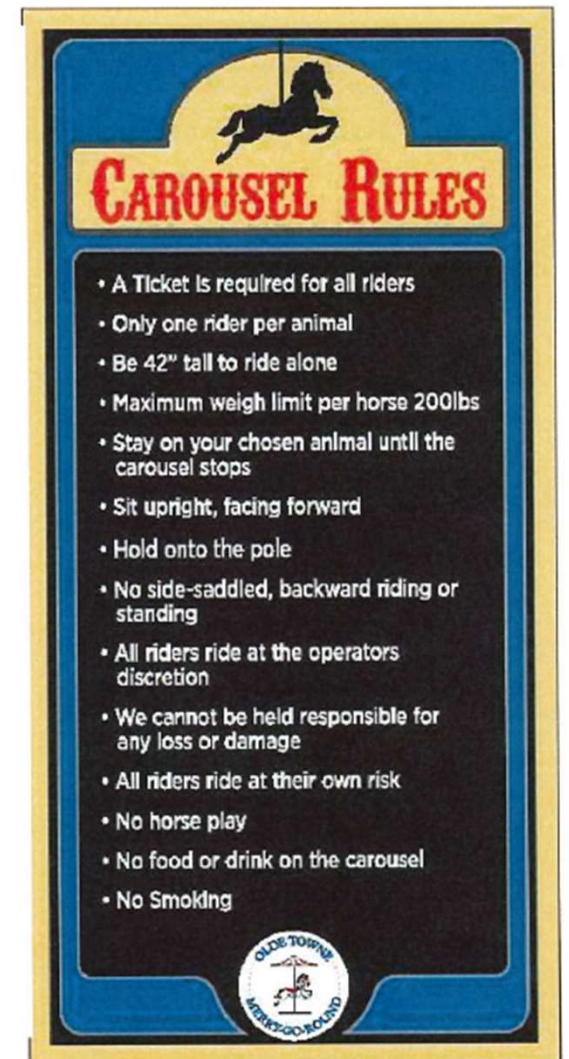 CAROUSEL RULES
• A Ticket is required for all riders
• Only one rider per animal
• Be 42" tall to ride alone
• Maximum weigh limit per horse 200lbs
• Stay on your chosen animal until the
carousel stops
• Sit upright, facing forward
• Hold onto the pole
• No side-saddled, backward riding or
standing
• All riders ride at the operators
discretion
• We cannot be held responsible for
any loss or damage
• All riders ride at their own risk
• No horse play
• No food or drink on the carousel
• No Smoking
OLDE TOWNE
MERRY-GO-ROUND